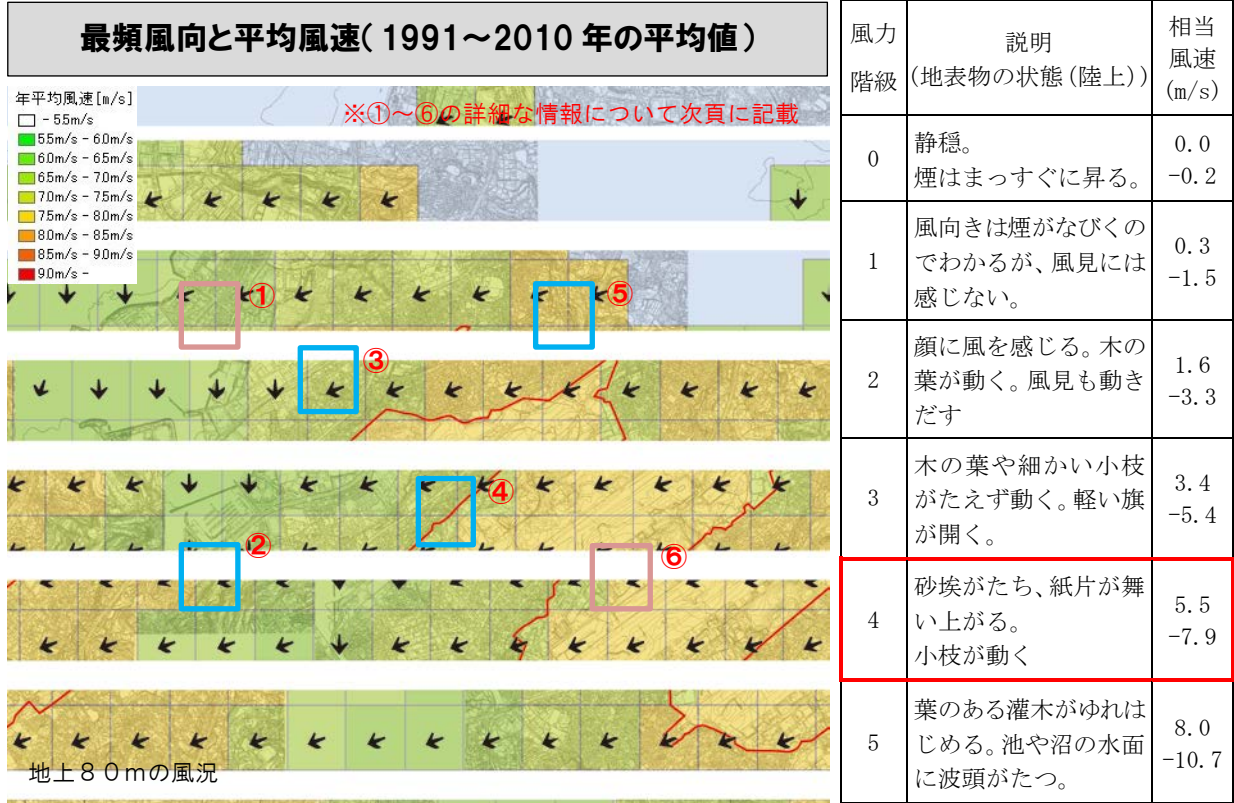 最頻風向と平均風速(1991～2010年の平均値)
年平均風速[m/s]
- 55m/s
55m/s - 60m/s
60m/s - 65m/s
65m/s - 70m/s
70m/s - 75m/s
75m/s - 80m/s
80m/s - 85m/s
85m/s - 90m/s
90m/s -
※①～⑥の詳細な情報について次頁に記載
①
⑤
③
④
②
⑥
地上80mの風況
風力
階級
説明
(地表物の状態(陸上))
相当
風速
(m/s)
0
静穏。
煙はまっすぐに昇る。
0.0
-0.2
1
風向きは煙がなびくの
でわかるが、風見には
感じない。
0.3
-1.5
2
顔に風を感じる。木の
葉が動く。風見も動き
だす
1.6
-3.3
3
木の葉や細かい小枝
がたえず動く。軽い旗
が開く。
3.4
-5.4
4
砂埃がたち、紙片が舞
い上がる。
小枝が動く
5.5
-7.9
5
葉のある灌木がゆれは
じめる。池や沼の水面
に波頭がたつ。
8.0
-10.7